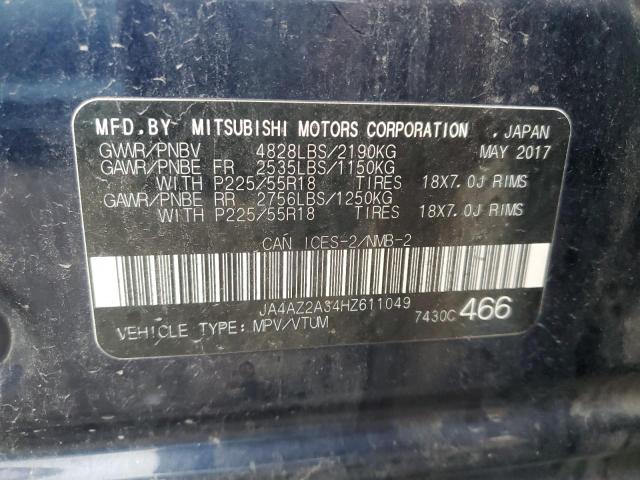 MFD.BY MITSUBISHI MOTORS CORPORATION . JAPAN
GVWR/PNBV 4828LBS/2190KG MAY 2017
GAWR/PNBE FR 2535LBS/1150KG
WITH P225/55R18 TIRES 18X7.0J RIMS
GAWR/PNBE RR 2756LBS/1250KG
WITH P225/55R18 TIRES 18X7.0J RIMS
CAN ICES-2/NMB-2
JA4AZ2A34HZ611049
VEHICLE TYPE: MPV/VTUM 7430C 466